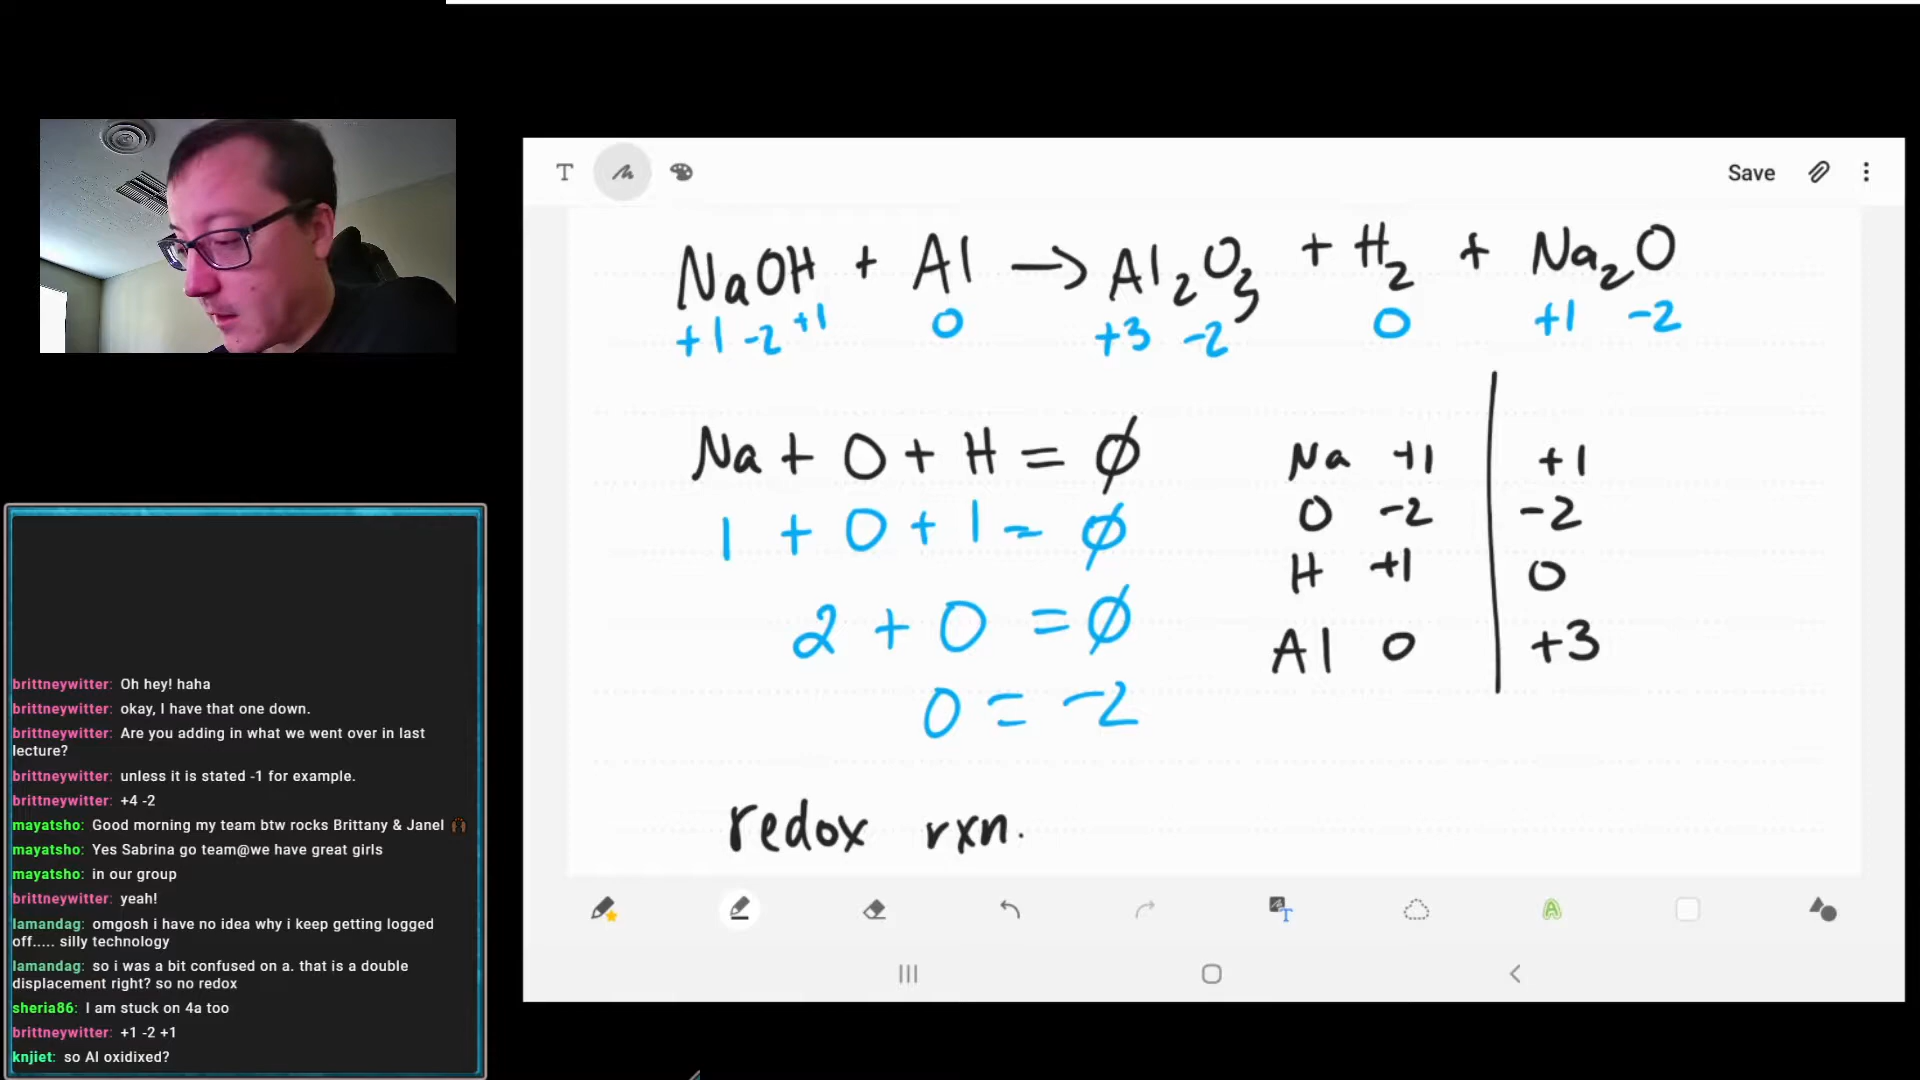 T
Save
NaOH + Al → Al₂O₃ + H₂ + Na₂O
+1 -2 +1 0 +3 -2 0 +1 -2
Na + O + H = ∅
1 + O + 1 = ∅
2 + O = ∅
O = -2
Na +1 +1
O -2 -2
H +1 0
Al 0 +3
redox rxn.
T
A
brittneywitter: Oh hey! haha
brittneywitter: okay, I have that one down.
brittneywitter: Are you adding in what we went over in last
lecture?
brittneywitter: unless it is stated -1 for example.
brittneywitter: +4 -2
mayatsho: Good morning my team btw rocks Brittany & Janel
mayatsho: Yes Sabrina go team@we have great girls
mayatsho: in our group
brittneywitter: yeah!
lamandag: omgosh i have no idea why i keep getting logged
off..... silly technology
lamandag: so i was a bit confused on a. that is a double
displacement right? so no redox
sheria86: I am stuck on 4a too
brittneywitter: +1 -2 +1
knjiet: so Al oxidixed?